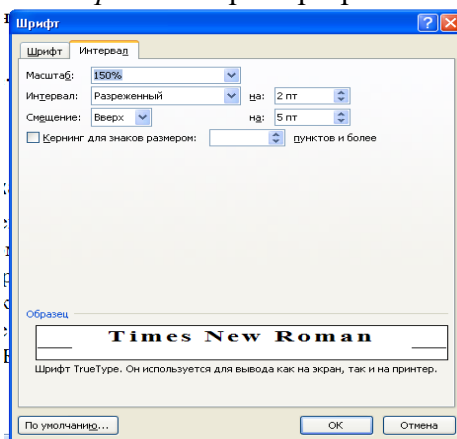 Шрифт
Шрифт Интервал
Масштаб: 150%
Интервал: Разреженный на: 2 пт
Смещение: Вверх на: 5 пт
Кернинг для знаков размером: пунктов и более
Образец
Times New Roman
Шрифт TrueType. Он используется для вывода как на экран, так и на принтер.
По умолчанию... ОК Отмена